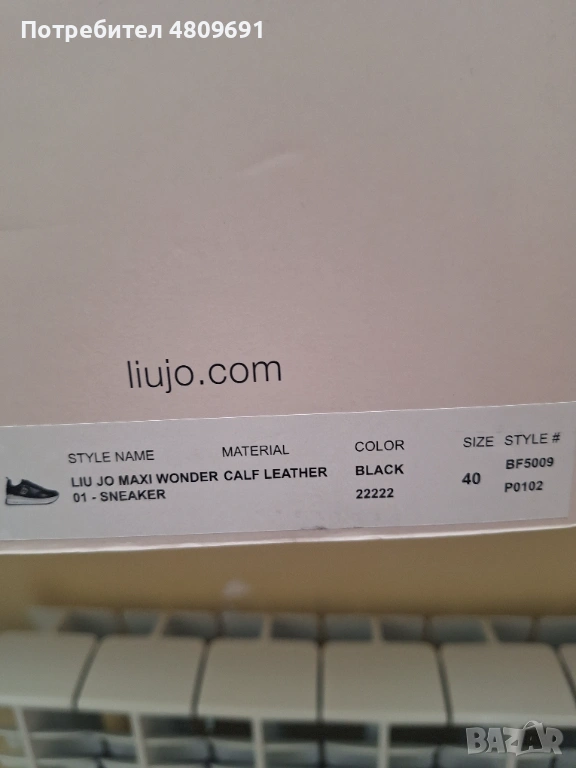 Потребител 4809691
liujo.com
STYLE NAME MATERIAL COLOR SIZE STYLE #
LIU JO MAXI WONDER CALF LEATHER BLACK 40 BF5009
01 - SNEAKER 22222 P0102
BAZAR